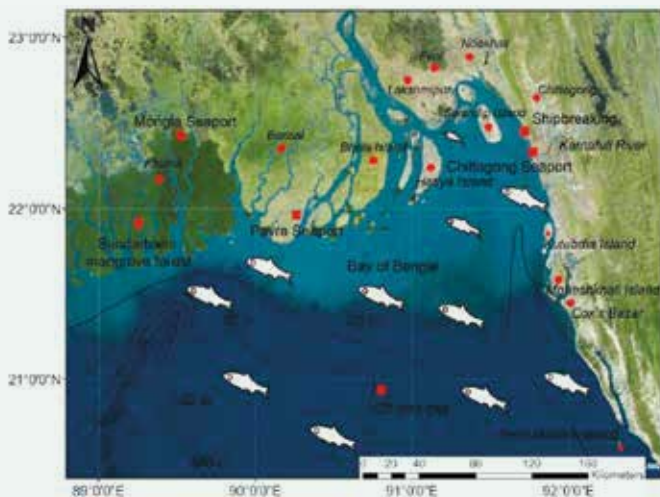 23°0'0"N
N
Noakhali
Feni
Lakshmipur
Chittagong
Sandwip Island
Shipbreaking
Mongla Seaport
Karnafuli River
Barisal
Bhola Island
Chittagong Seaport
Khulna
Hatiya Island
22°0'0"N
Payra Seaport
Sundarbans
mangrove forest
Kutubdia Island
Bay of Bengal
Moheshkhali Island
Cox's Bazar
21°0'0"N
0 20 40 80 120 160
Kilometers
89°0'0"E
90°0'0"E
91°0'0"E
92°0'0"E